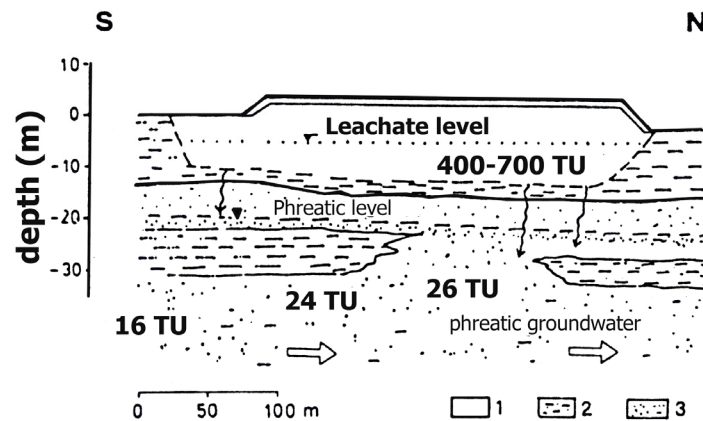 S
N
10
0
-10
-20
-30
depth (m)
Leachate level
400-700 TU
Phreatic level
24 TU
26 TU
16 TU
phreatic groundwater
0 50 100 m
1 2 3